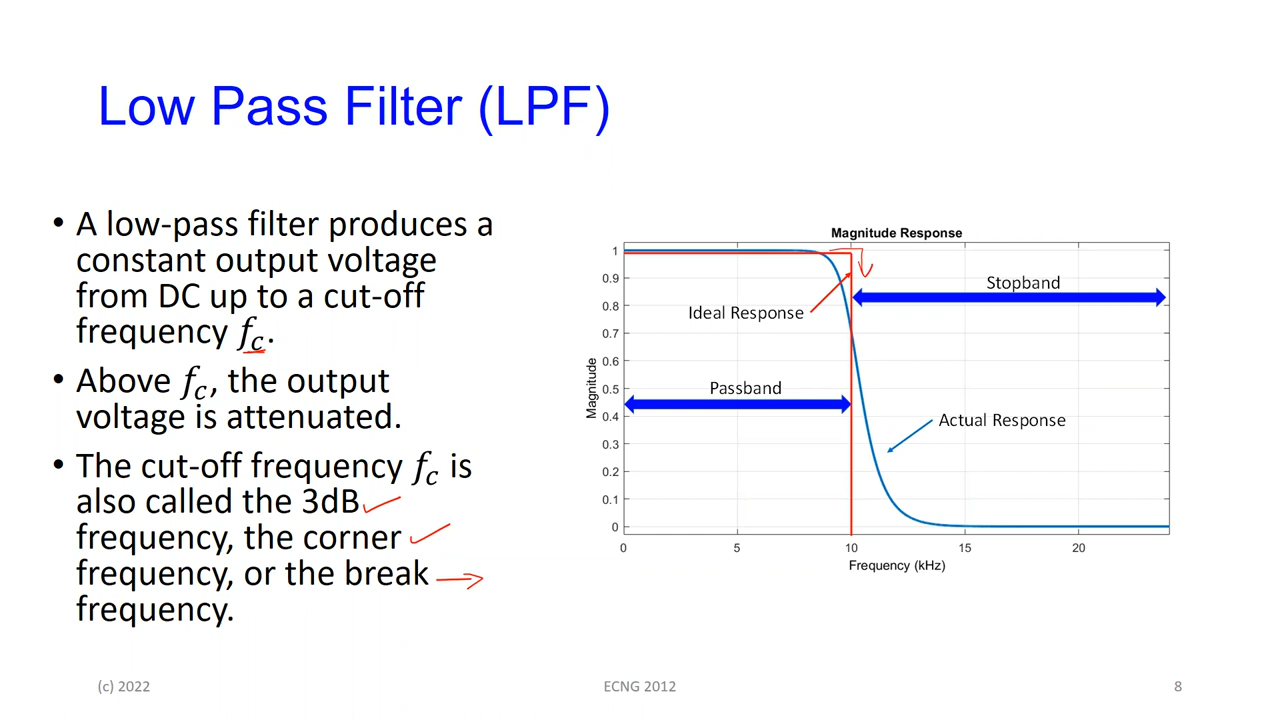 Low Pass Filter (LPF)
• A low-pass filter produces a
constant output voltage
from DC up to a cut-off
frequency f_c.
• Above f_c, the output
voltage is attenuated.
• The cut-off frequency f_c is
also called the 3dB
frequency, the corner
frequency, or the break
frequency.
Magnitude Response
1
0.9
0.8
0.7
0.6
0.5
0.4
0.3
0.2
0.1
0
Magnitude
Stopband
Ideal Response
Passband
Actual Response
0 5 10 15 20
Frequency (kHz)
(c) 2022 ECNG 2012 8